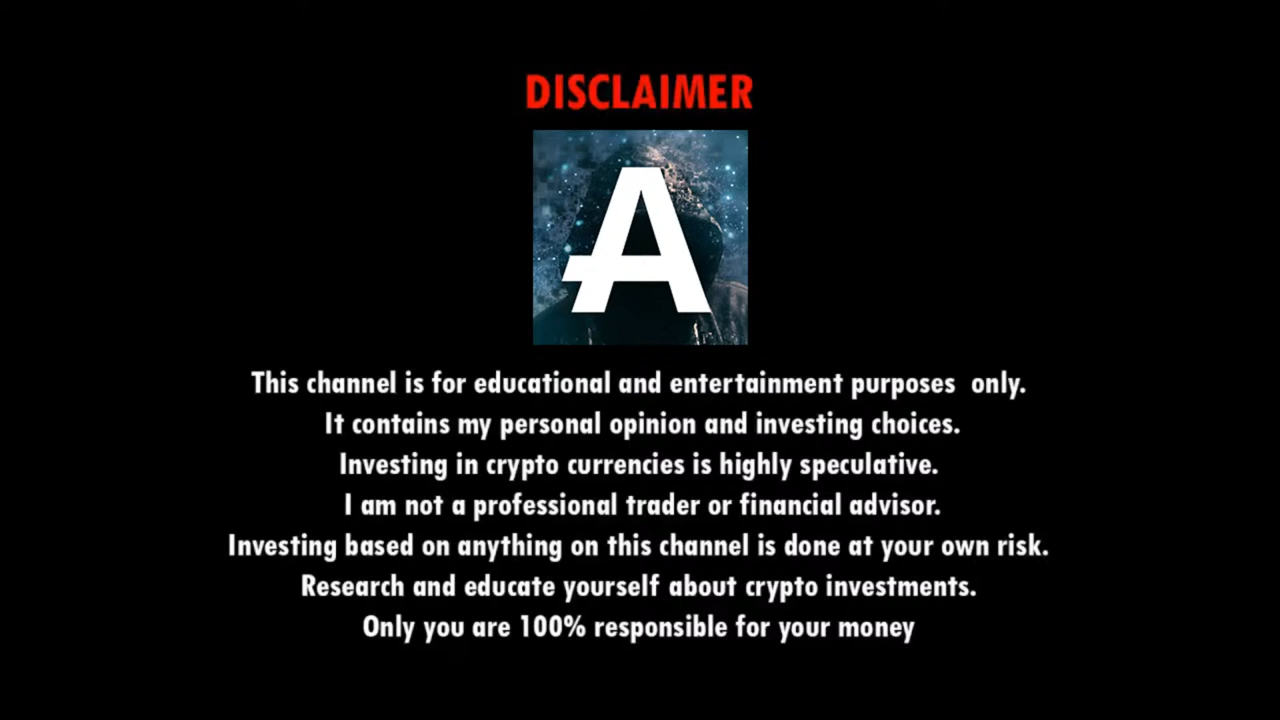 DISCLAIMER
A
This channel is for educational and entertainment purposes only.
It contains my personal opinion and investing choices.
Investing in crypto currencies is highly speculative.
I am not a professional trader or financial advisor.
Investing based on anything on this channel is done at your own risk.
Research and educate yourself about crypto investments.
Only you are 100% responsible for your money